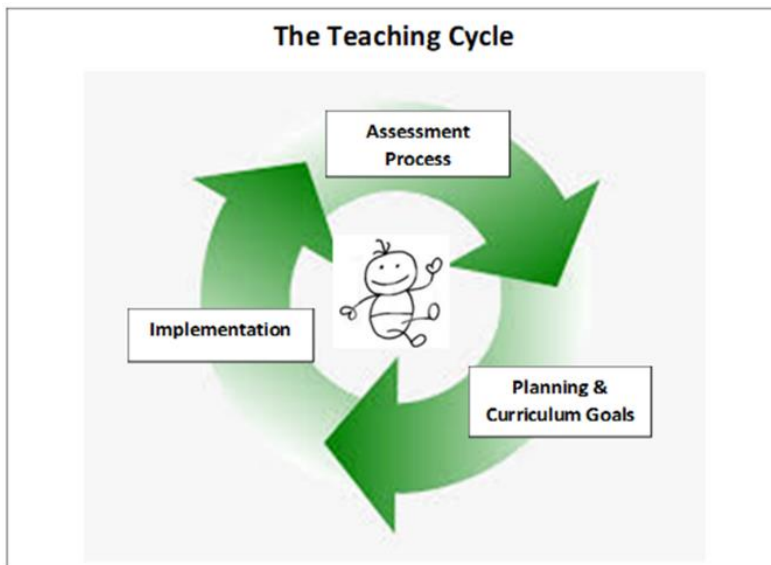 The Teaching Cycle
Assessment
Process
Implementation
Planning &
Curriculum Goals